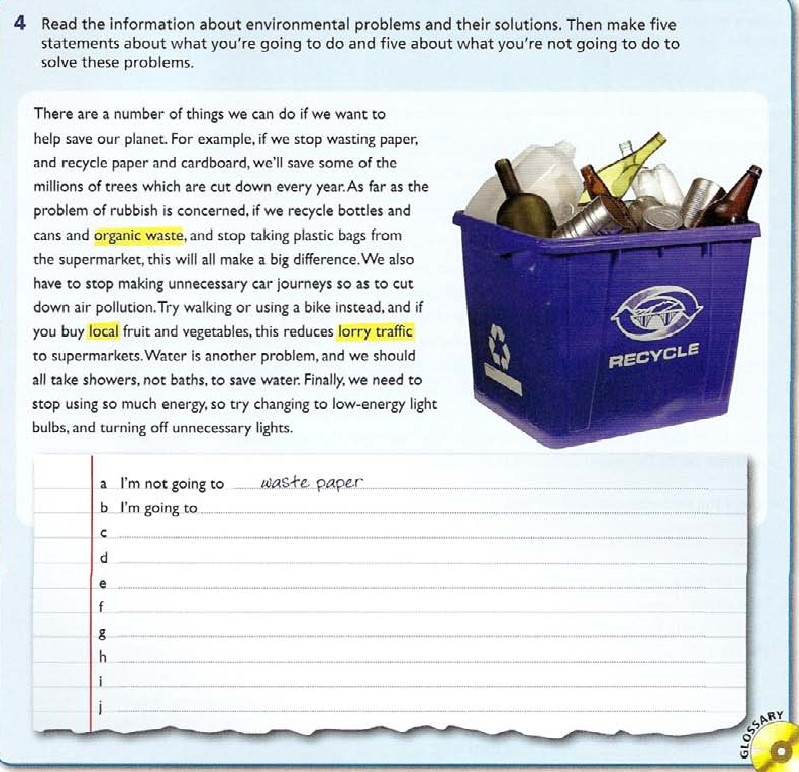 4 Read the information about environmental problems and their solutions. Then make five
statements about what you're going to do and five about what you're not going to do to
solve these problems.
There are a number of things we can do if we want to
help save our planet. For example, if we stop wasting paper,
and recycle paper and cardboard, we'll save some of the
millions of trees which are cut down every year. As far as the
problem of rubbish is concerned, if we recycle bottles and
cans and organic waste, and stop taking plastic bags from
the supermarket, this will all make a big difference. We also
have to stop making unnecessary car journeys so as to cut
down air pollution. Try walking or using a bike instead, and if
you buy local fruit and vegetables, this reduces lorry traffic
to supermarkets. Water is another problem, and we should
all take showers, not baths, to save water. Finally, we need to
stop using so much energy, so try changing to low-energy light
bulbs, and turning off unnecessary lights.
RECYCLE
a I'm not going to waste paper
b I'm going to
c
d
e
f
g
h
i
j
GLOSSARY